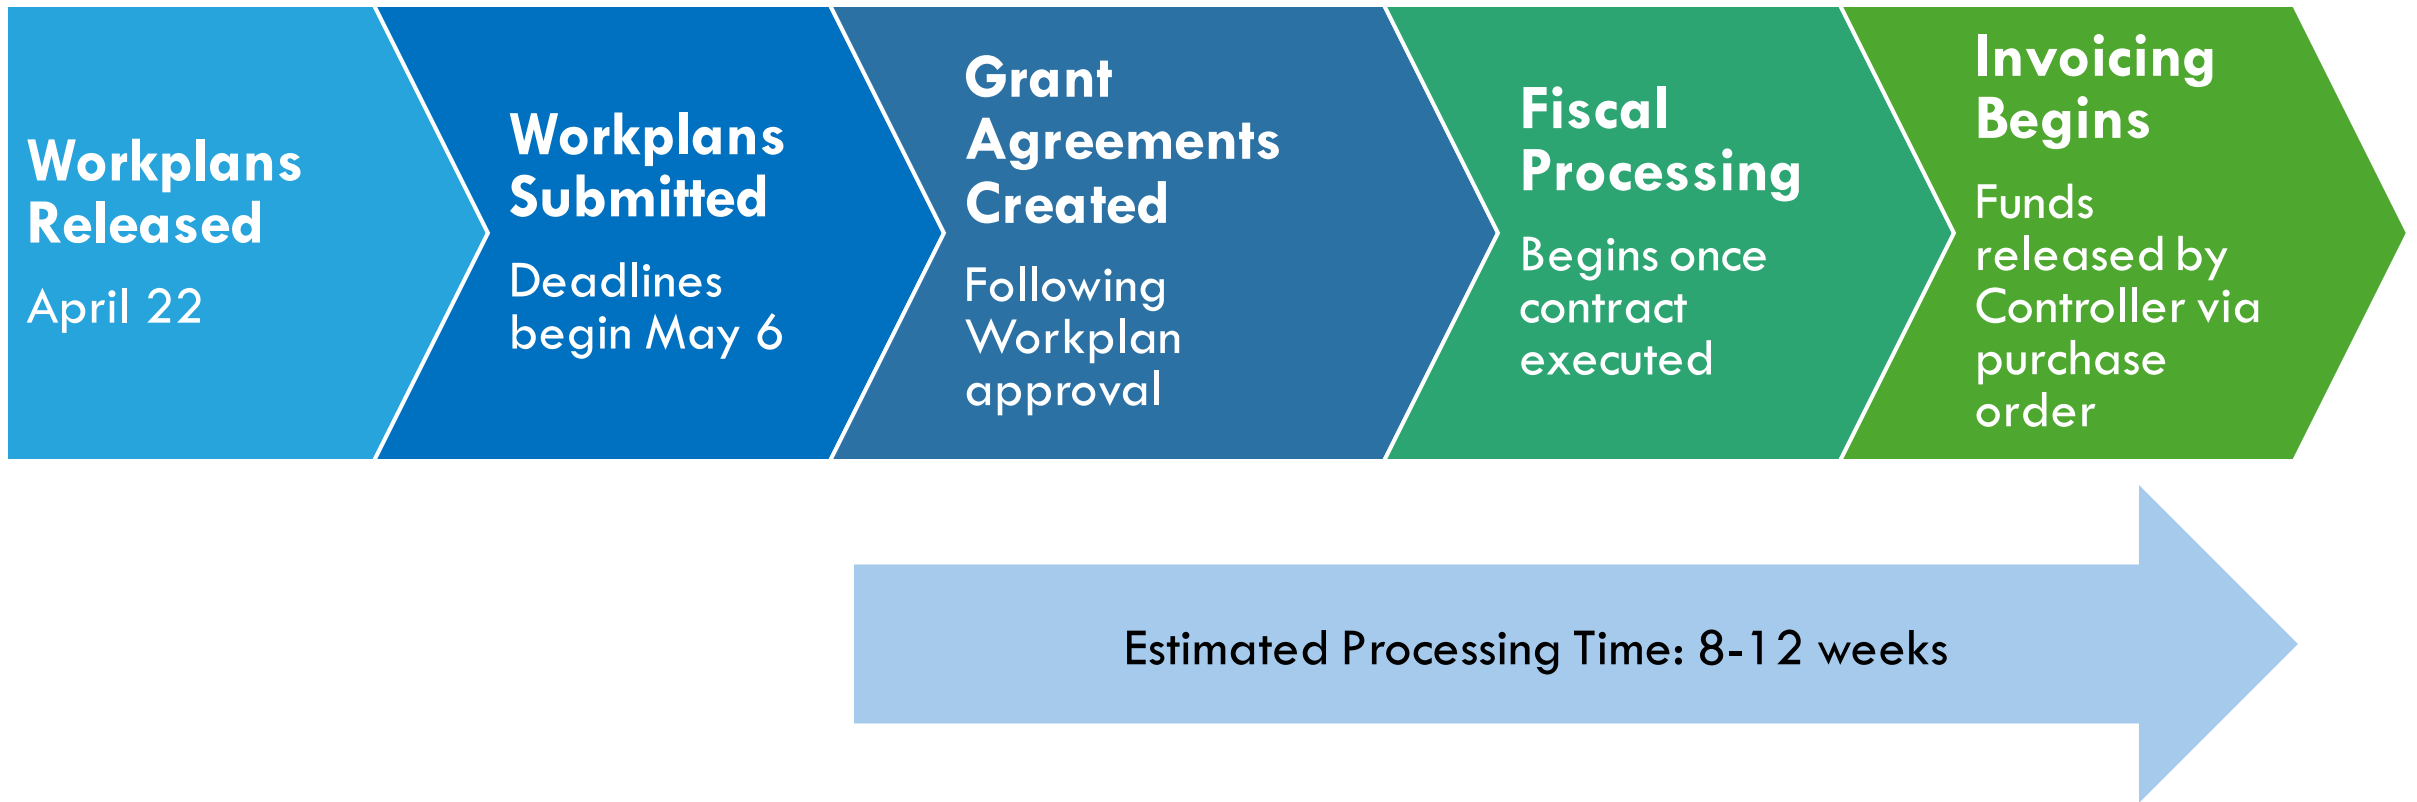 Workplans
Released
April 22
Workplans
Submitted
Deadlines
begin May 6
Grant
Agreements
Created
Following
Workplan
approval
Fiscal
Processing
Begins once
contract
executed
Invoicing
Begins
Funds
released by
Controller via
purchase
order
Estimated Processing Time: 8-12 weeks